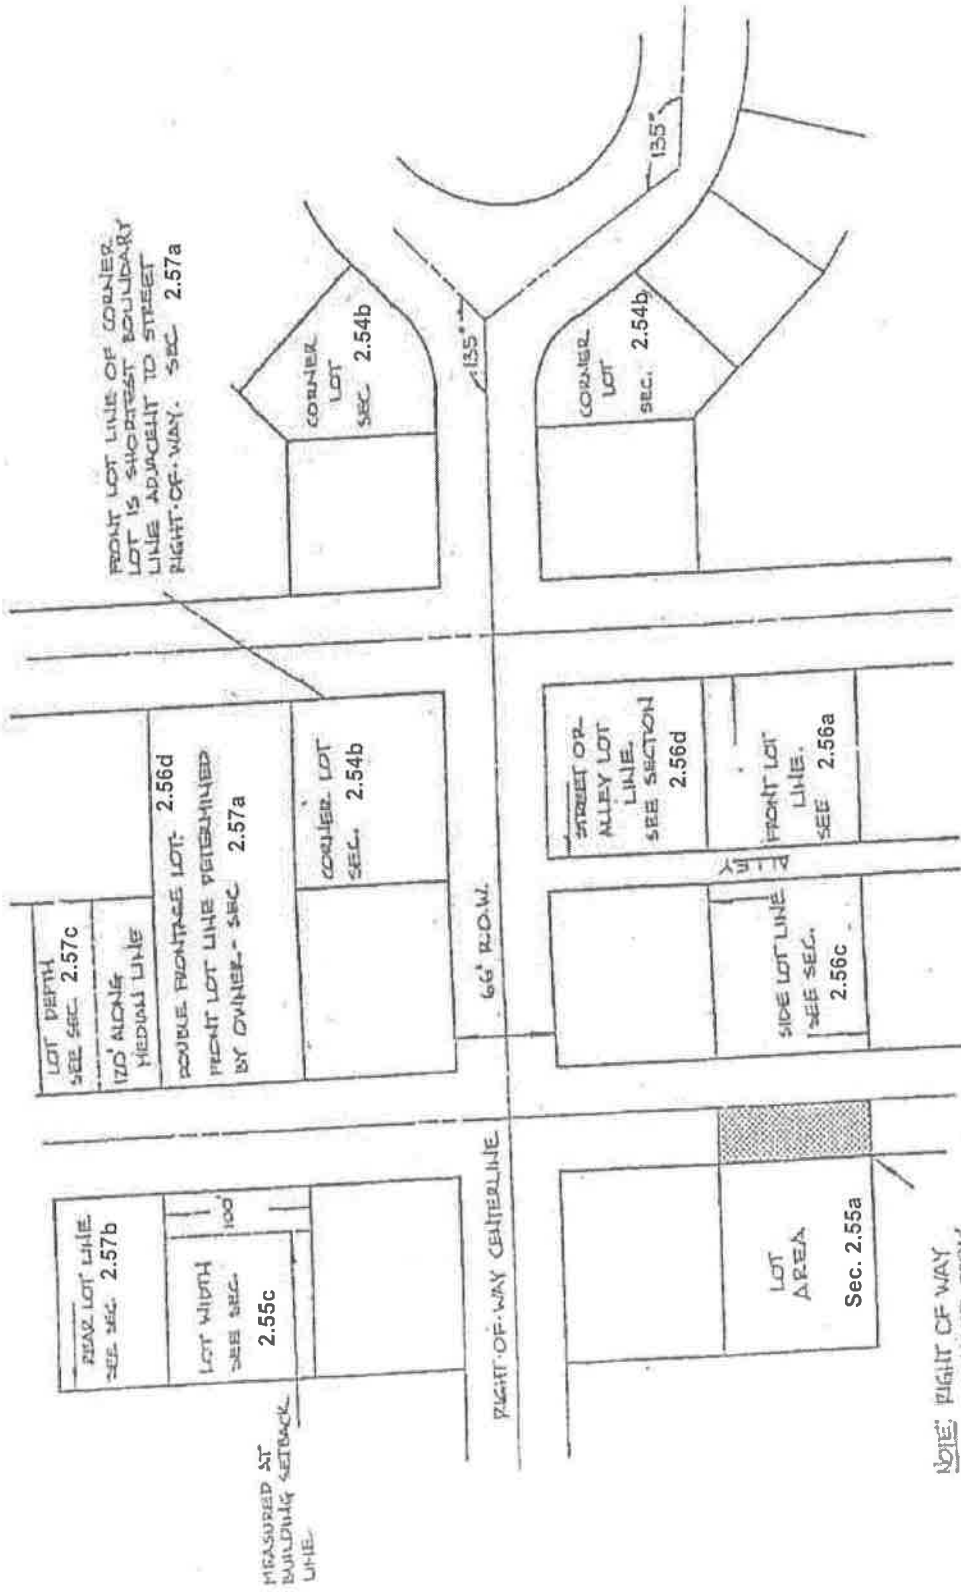 FRONT LOT LINE OF CORNER
LOT IS SHORTEST BOUNDARY
LINE ADJACENT TO STREET
RIGHT-OF-WAY. SEC 2.57a
LOT DEPTH
SEE SEC. 2.57c
120' ALONG
MEDIAN LINE
DOUBLE FRONTAGE LOT: 2.56d
FRONT LOT LINE DETERMINED
BY OWNER - SEC 2.57a
CORNER LOT
SEC. 2.54b
CORNER
LOT
SEC 2.54b
135°
135°
CORNER
LOT
SEC. 2.54b
REAR LOT LINE
SEE SEC. 2.57b
LOT WIDTH
SEE SEC.
2.55c
100'
MEASURED AT
BUILDING SETBACK
LINE
RIGHT-OF-WAY CENTERLINE
66' R.O.W.
STREET OR
ALLEY LOT
LINE.
SEE SECTION
2.56d
FRONT LOT
LINE.
SEE 2.56a
SIDE LOT LINE
SEE SEC.
2.56c
LOT
AREA
Sec. 2.55a
NOTE: RIGHT OF WAY